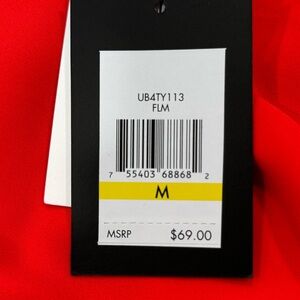 UB4TY113
FLM
7 55403 68868 2
M
MSRP $69.00